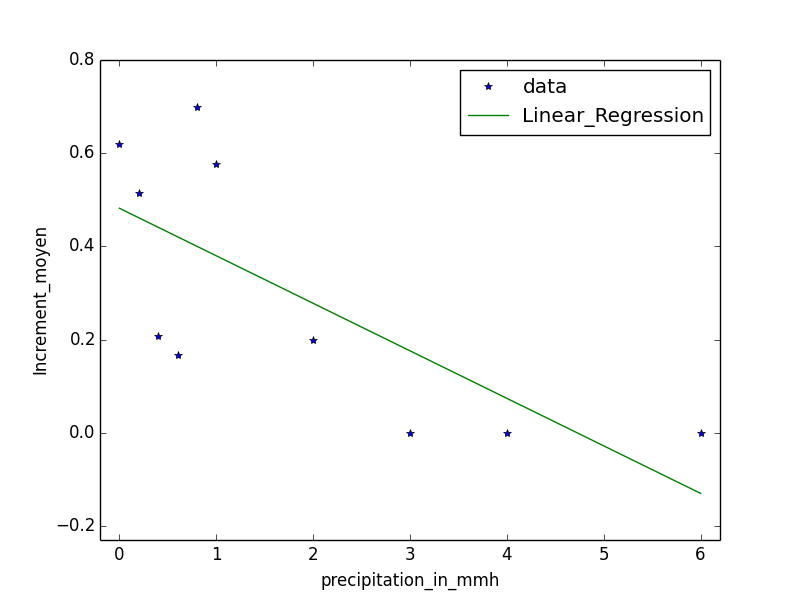 0.8
0.6
0.4
0.2
0.0
−0.2
Increment_moyen
data
Linear_Regression
0 1 2 3 4 5 6
precipitation_in_mmh